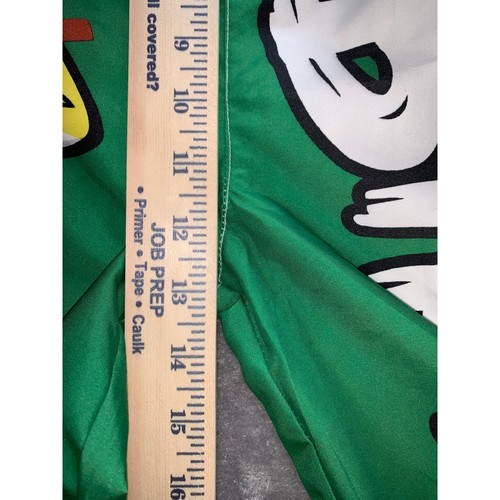 ll covered?
JOB PREP
• Primer • Tape • Caulk
9
10
11
12
13
14
15
16